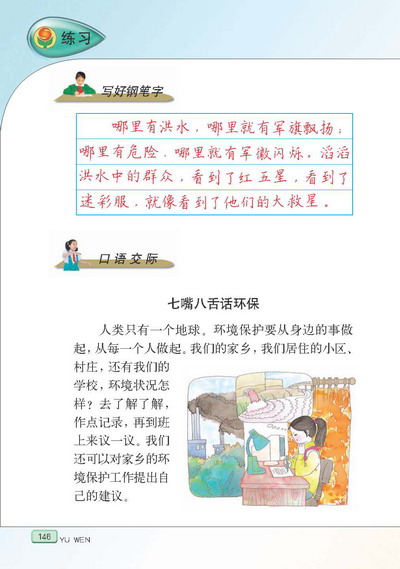 练习
写好钢笔字
哪里有洪水，哪里就有军旗飘扬；
哪里有危险，哪里就有军徽闪烁。滔滔
洪水中的群众，看到了红五星，看到了
迷彩服，就像看到了他们的大救星。
口语交际
七嘴八舌话环保
人类只有一个地球。环境保护要从身边的事做
起，从每一个人做起。我们的家乡，我们居住的小区、
村庄，还有我们的
学校，环境状况怎
样？去了解了解，
作点记录，再到班
上来议一议。我们
还可以对家乡的环
境保护工作提出自
己的建议。
146 YU WEN